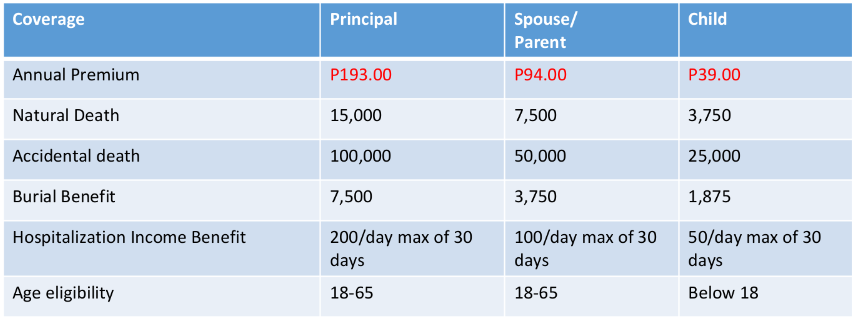 Coverage Principal Spouse/ Child
Parent
Annual Premium P193.00 P94.00 P39.00
Natural Death 15,000 7,500 3,750
Accidental death 100,000 50,000 25,000
Burial Benefit 7,500 3,750 1,875
Hospitalization Income Benefit 200/day max of 30 100/day max of 30 50/day max of 30
days days days
Age eligibility 18-65 18-65 Below 18